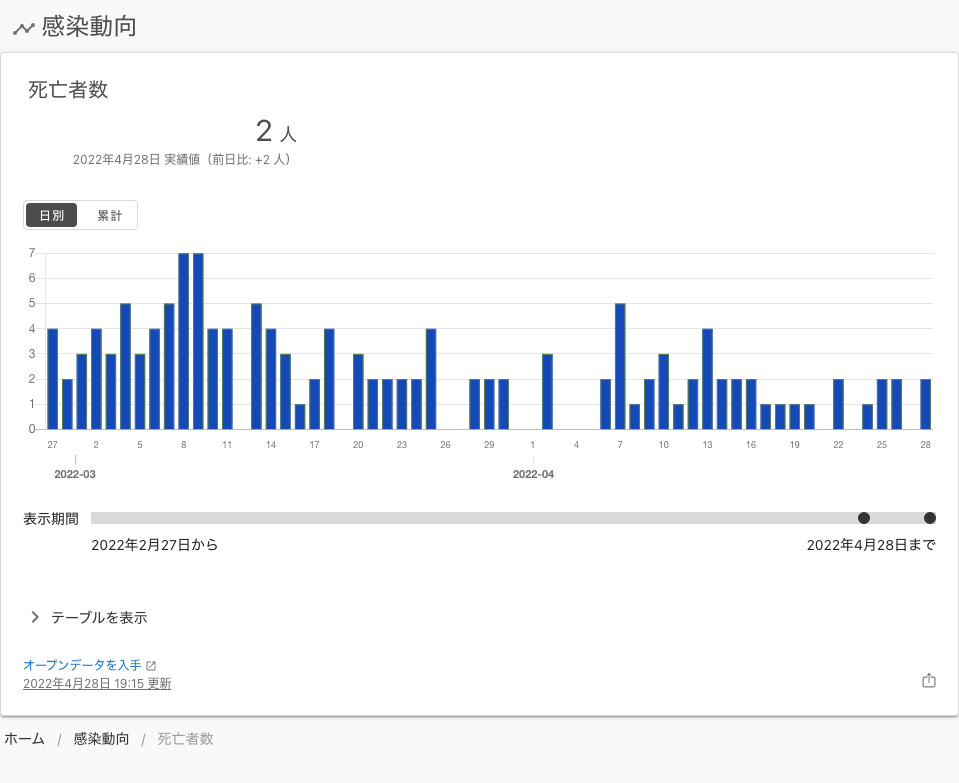 感染動向
死亡者数
2 人
2022年4月28日 実績値（前日比: +2 人）
日別 累計
7
6
5
4
3
2
1
0
27 2 5 8 11 14 17 20 23 26 29 1 4 7 10 13 16 19 22 25 28
2022-03 2022-04
表示期間
2022年2月27日から 2022年4月28日まで
テーブルを表示
オープンデータを入手
2022年4月28日 19:15 更新
ホーム / 感染動向 / 死亡者数